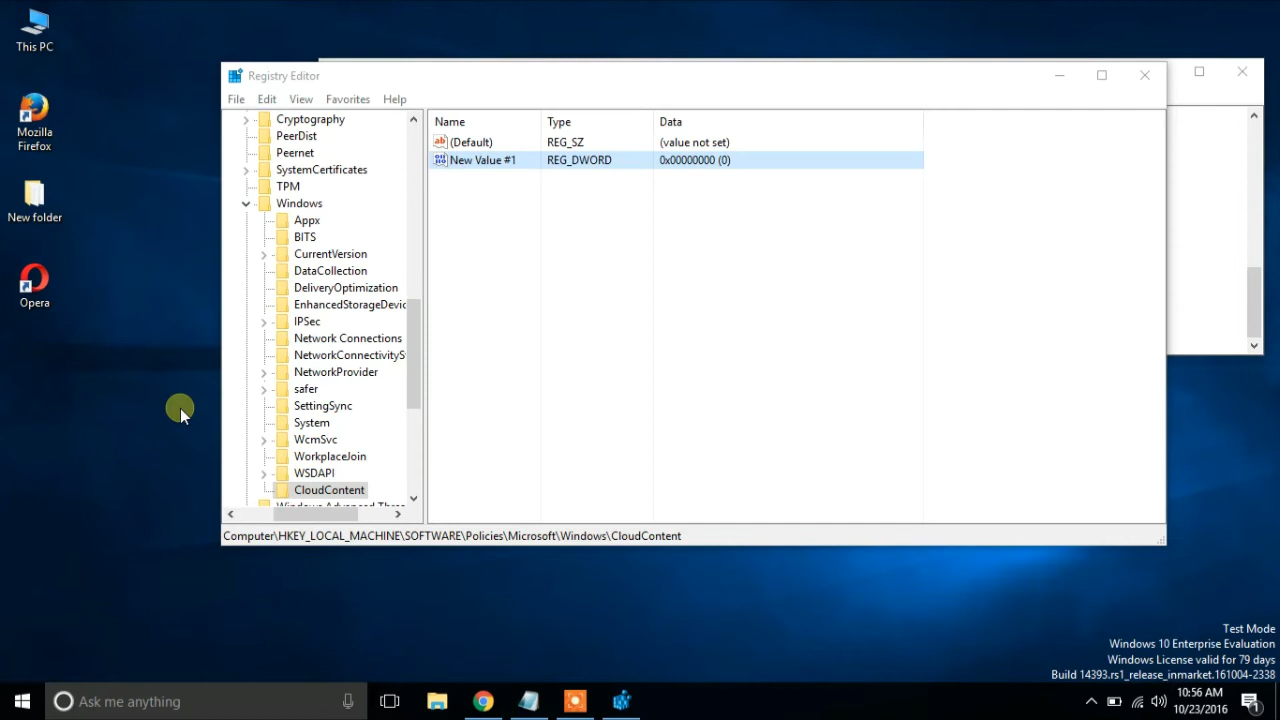 This PC
Mozilla
Firefox
New folder
Opera
Registry Editor
File Edit View Favorites Help
Cryptography
PeerDist
Peernet
SystemCertificates
TPM
Windows
Appx
BITS
CurrentVersion
DataCollection
DeliveryOptimization
EnhancedStorageDevic
IPSec
Network Connections
NetworkConnectivityS
NetworkProvider
safer
SettingSync
System
WcmSvc
WorkplaceJoin
WSDAPI
CloudContent
Name Type Data
(Default) REG_SZ (value not set)
New Value #1 REG_DWORD 0x00000000 (0)
Computer\HKEY_LOCAL_MACHINE\SOFTWARE\Policies\Microsoft\Windows\CloudContent
Test Mode
Windows 10 Enterprise Evaluation
Windows License valid for 79 days
Build 14393.rs1_release_inmarket.161004-2338
Ask me anything
10:56 AM
10/23/2016
1